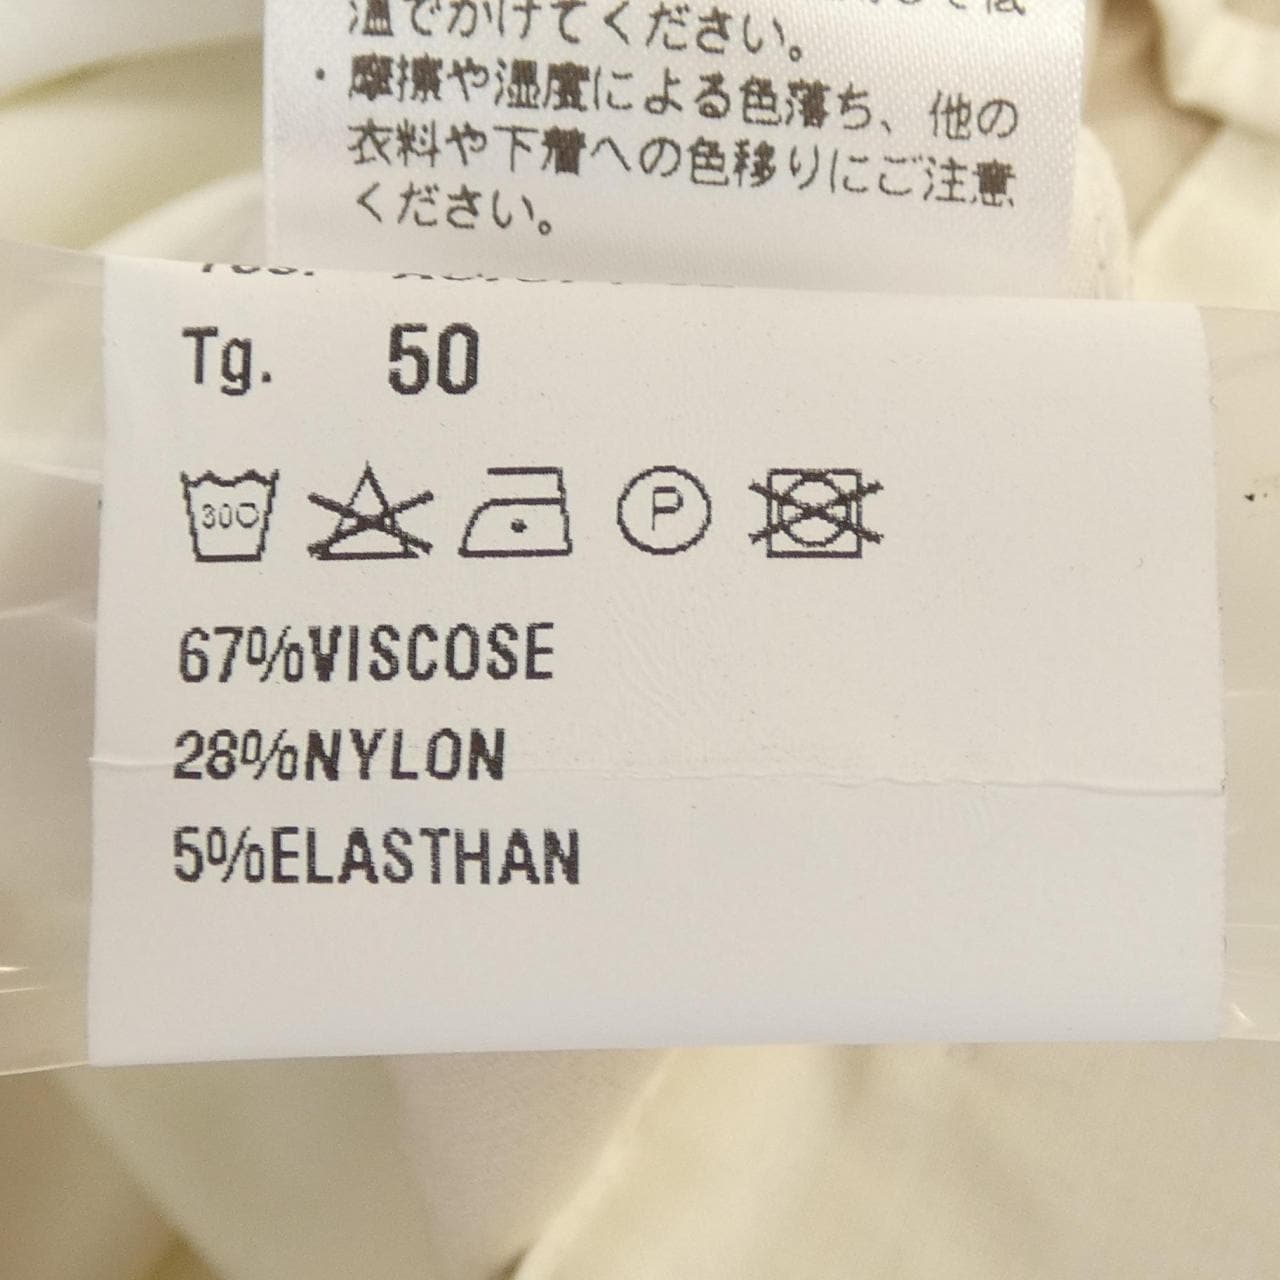 温でかけてください。
・摩擦や湿度による色落ち、他の
衣料や下着への色移りにご注意
ください。
Tg. 50
30C
P
67%VISCOSE
28%NYLON
5%ELASTHAN